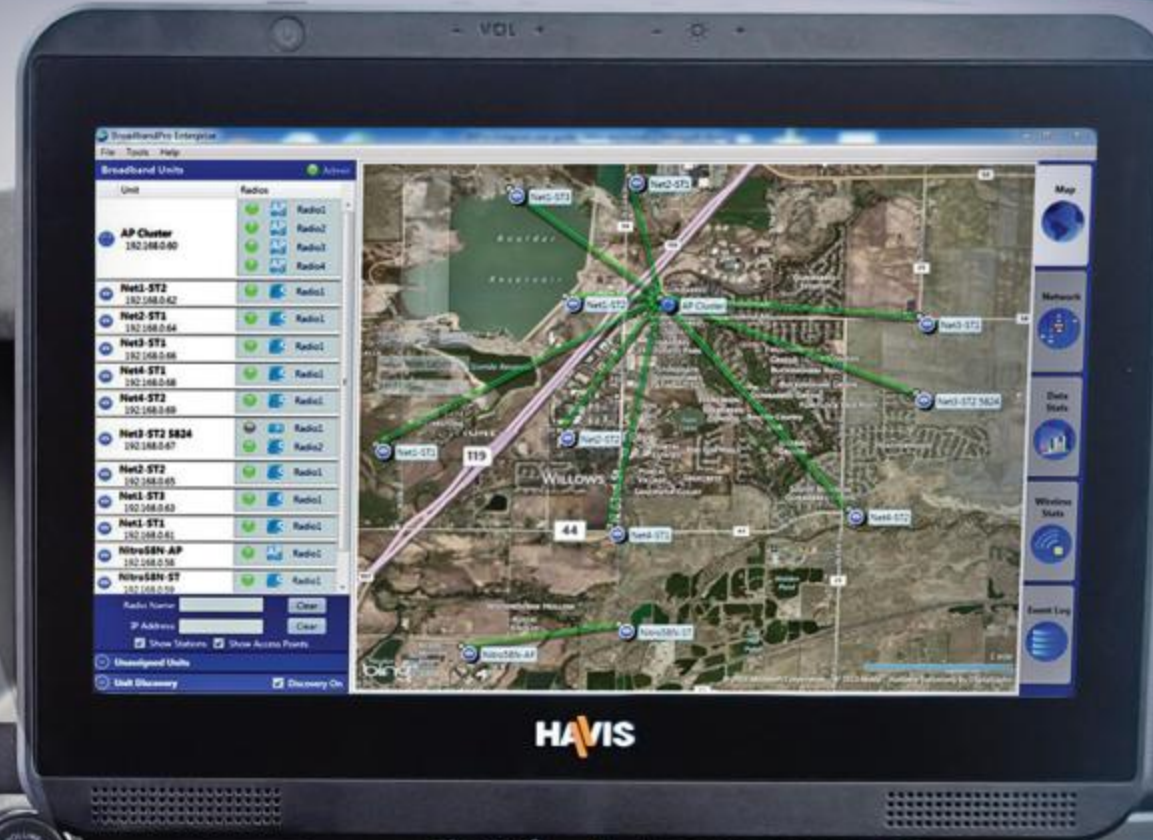 - VOL +
- +
BroadbandPro Enterprise
File Tools Help
Broadband Units
Admin
Unit Radios
AP Cluster
192.168.0.60
Radio1
Radio2
Radio3
Radio4
Net1-ST2
192.168.0.62
Radio1
Net2-ST1
192.168.0.64
Radio1
Net3-ST1
192.168.0.66
Radio1
Net4-ST1
192.168.0.68
Radio1
Net4-ST2
192.168.0.69
Radio1
Net3-ST2 5824
192.168.0.67
Radio1
Radio2
Net2-ST2
192.168.0.65
Radio1
Net1-ST3
192.168.0.63
Radio1
Net1-ST1
192.168.0.61
Radio1
Nitro58N-AP
192.168.0.58
Radio1
Nitro58N-ST
192.168.0.59
Radio1
Radio Name
Clear
IP Address
Clear
Show Stations Show Access Points
Unassigned Units
Unit Discovery
Discovery On
Net1-ST3
Net2-ST1
Boulder
Reservoir
Net1-ST2
AP Cluster
Net3-ST1
Net3-ST2 5824
Net1-ST1
Net2-ST2
119
WILLOWS
44
Net4-ST1
Net4-ST2
Nitro58n-ST
Nitro58n-AP
bing
Map
Network
Data
Stats
Wireless
Stats
Event Log
HAVIS